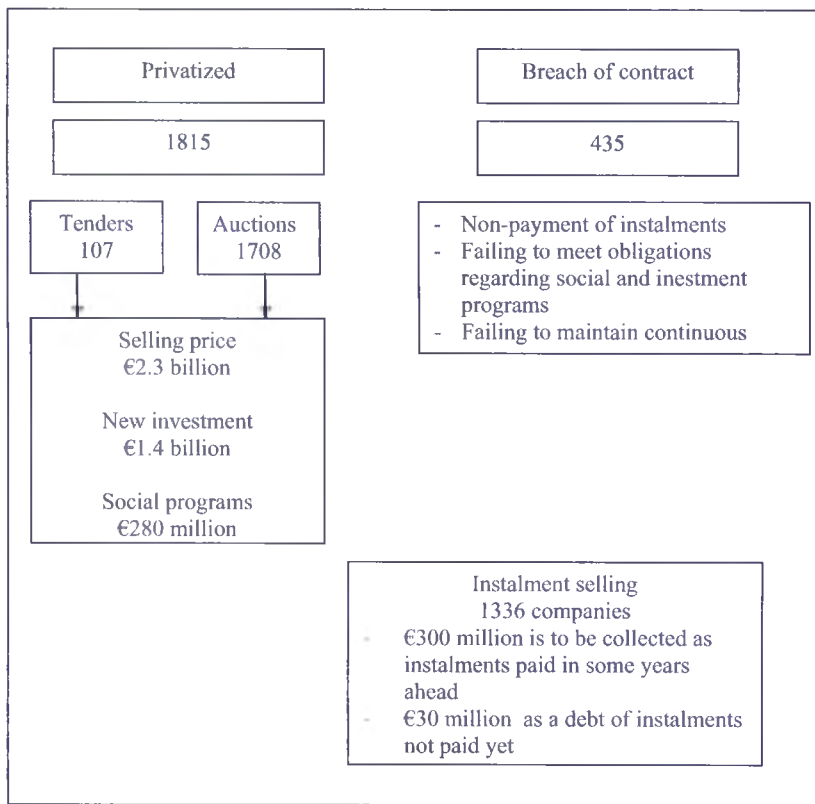 Privatized
1815
Tenders
107
Auctions
1708
Selling price
€2.3 billion
New investment
€1.4 billion
Social programs
€280 million
Breach of contract
435
- Non-payment of instalments
- Failing to meet obligations
regarding social and inestment
programs
- Failing to maintain continuous
Instalment selling
1336 companies
- €300 million is to be collected as
instalments paid in some years
ahead
- €30 million as a debt of instalments
not paid yet